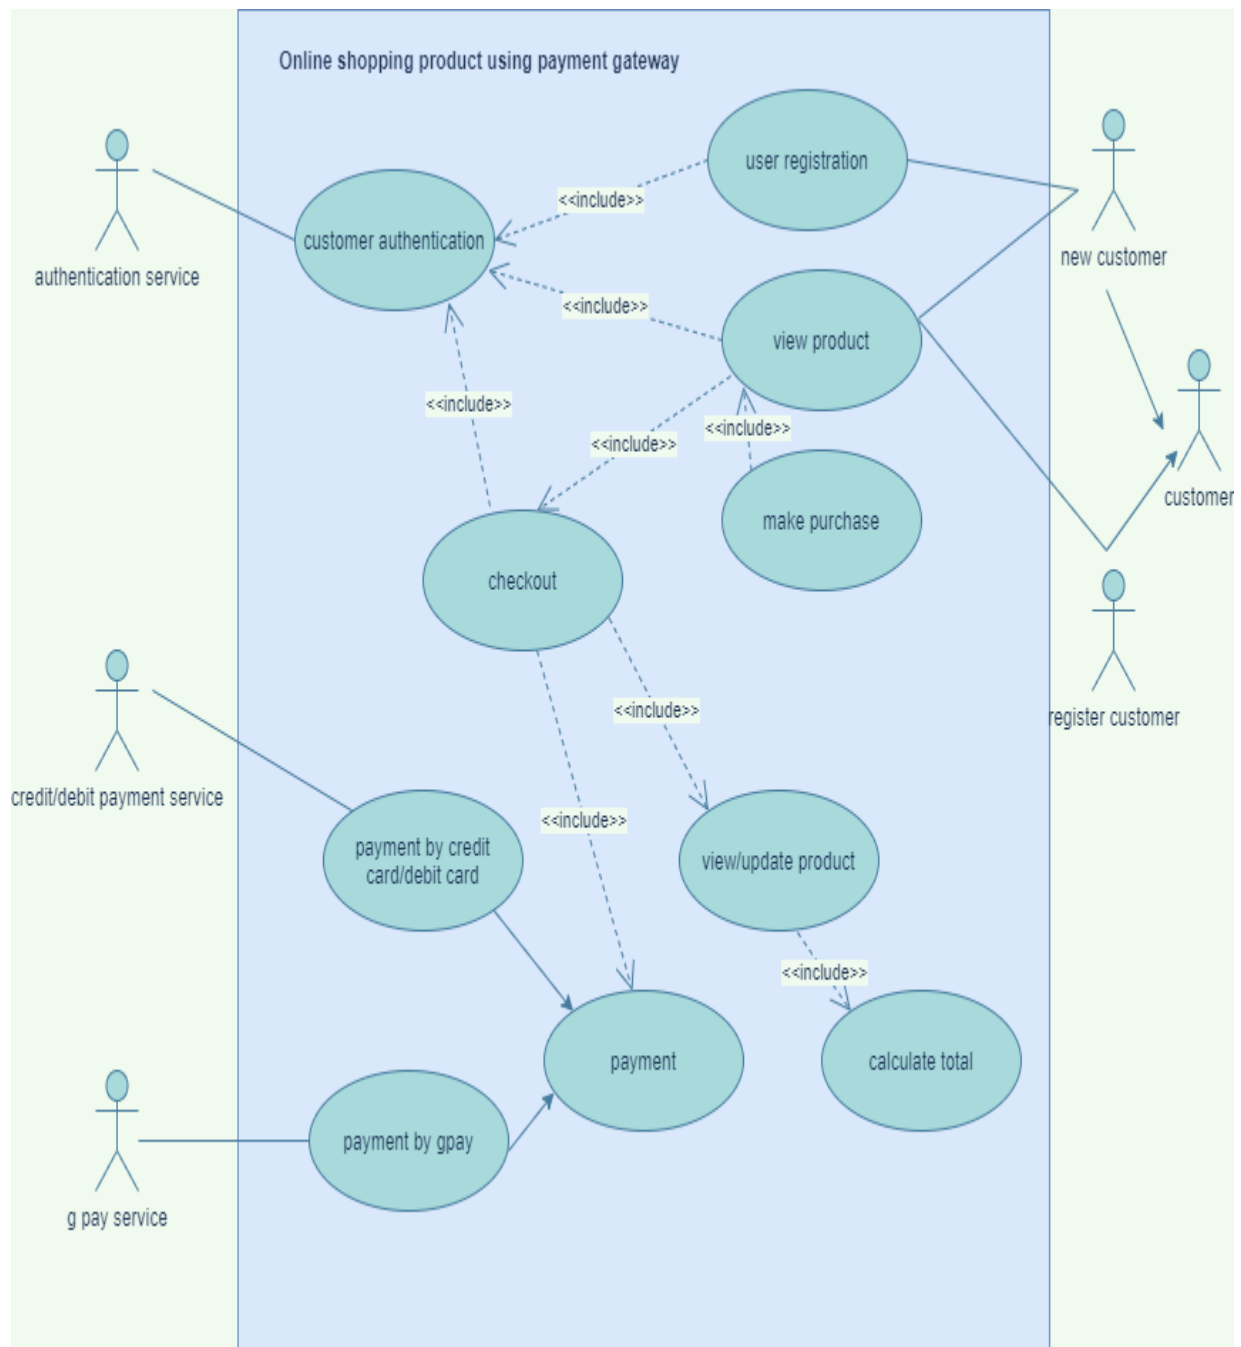 Online shopping product using payment gateway
user registration
<<include>>
customer authentication
authentication service
new customer
<<include>>
view product
<<include>>
<<include>>
<<include>>
customer
make purchase
checkout
<<include>>
register customer
credit/debit payment service
<<include>>
payment by credit
card/debit card
view/update product
<<include>>
payment
calculate total
payment by gpay
g pay service